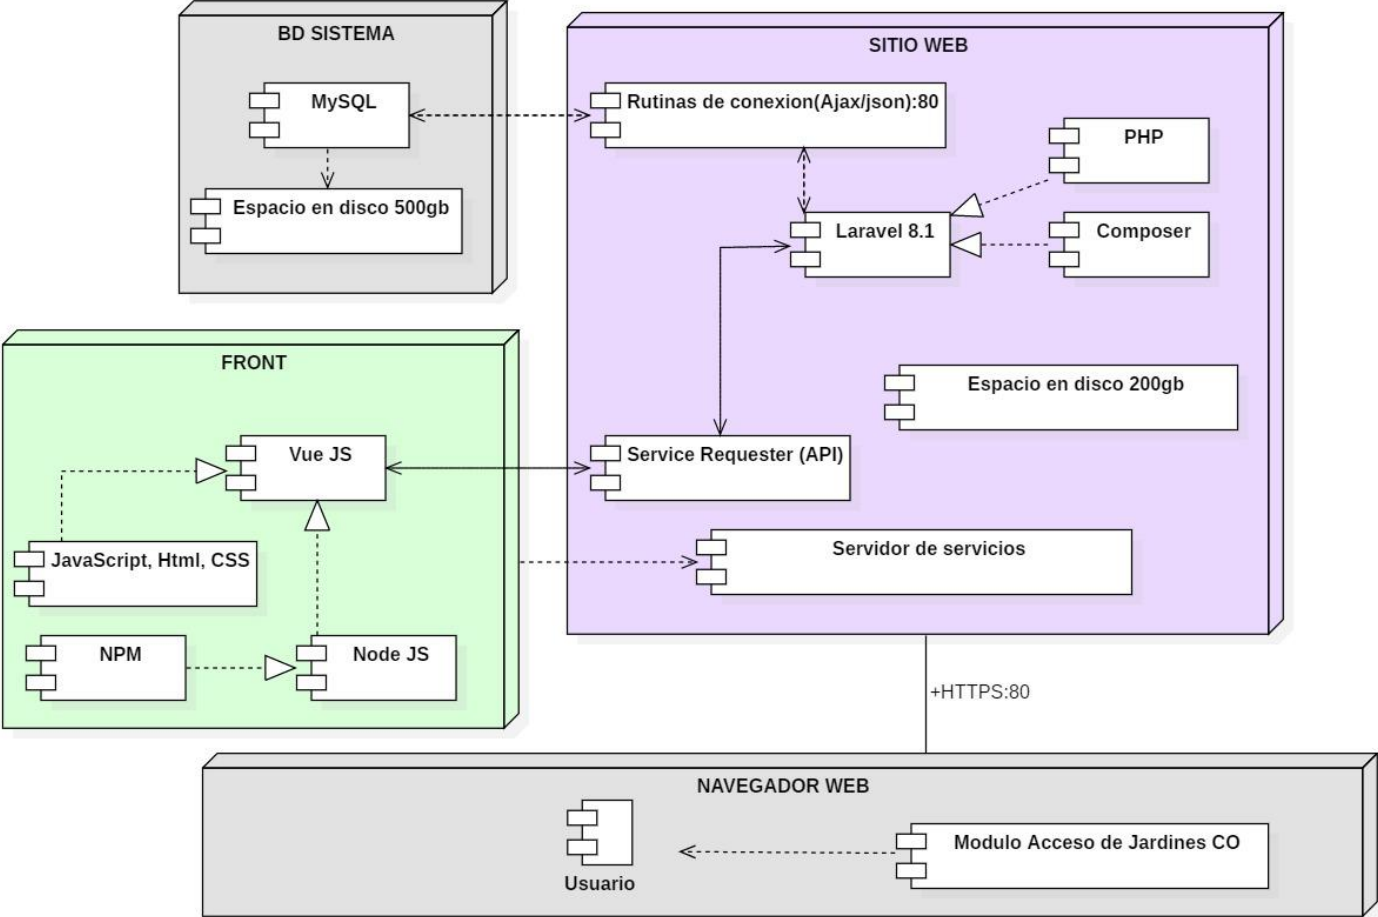 BD SISTEMA
MySQL
Espacio en disco 500gb
SITIO WEB
Rutinas de conexion(Ajax/json):80
PHP
Laravel 8.1
Composer
Espacio en disco 200gb
Service Requester (API)
Servidor de servicios
FRONT
Vue JS
JavaScript, Html, CSS
NPM
Node JS
+HTTPS:80
NAVEGADOR WEB
Usuario
Modulo Acceso de Jardines CO